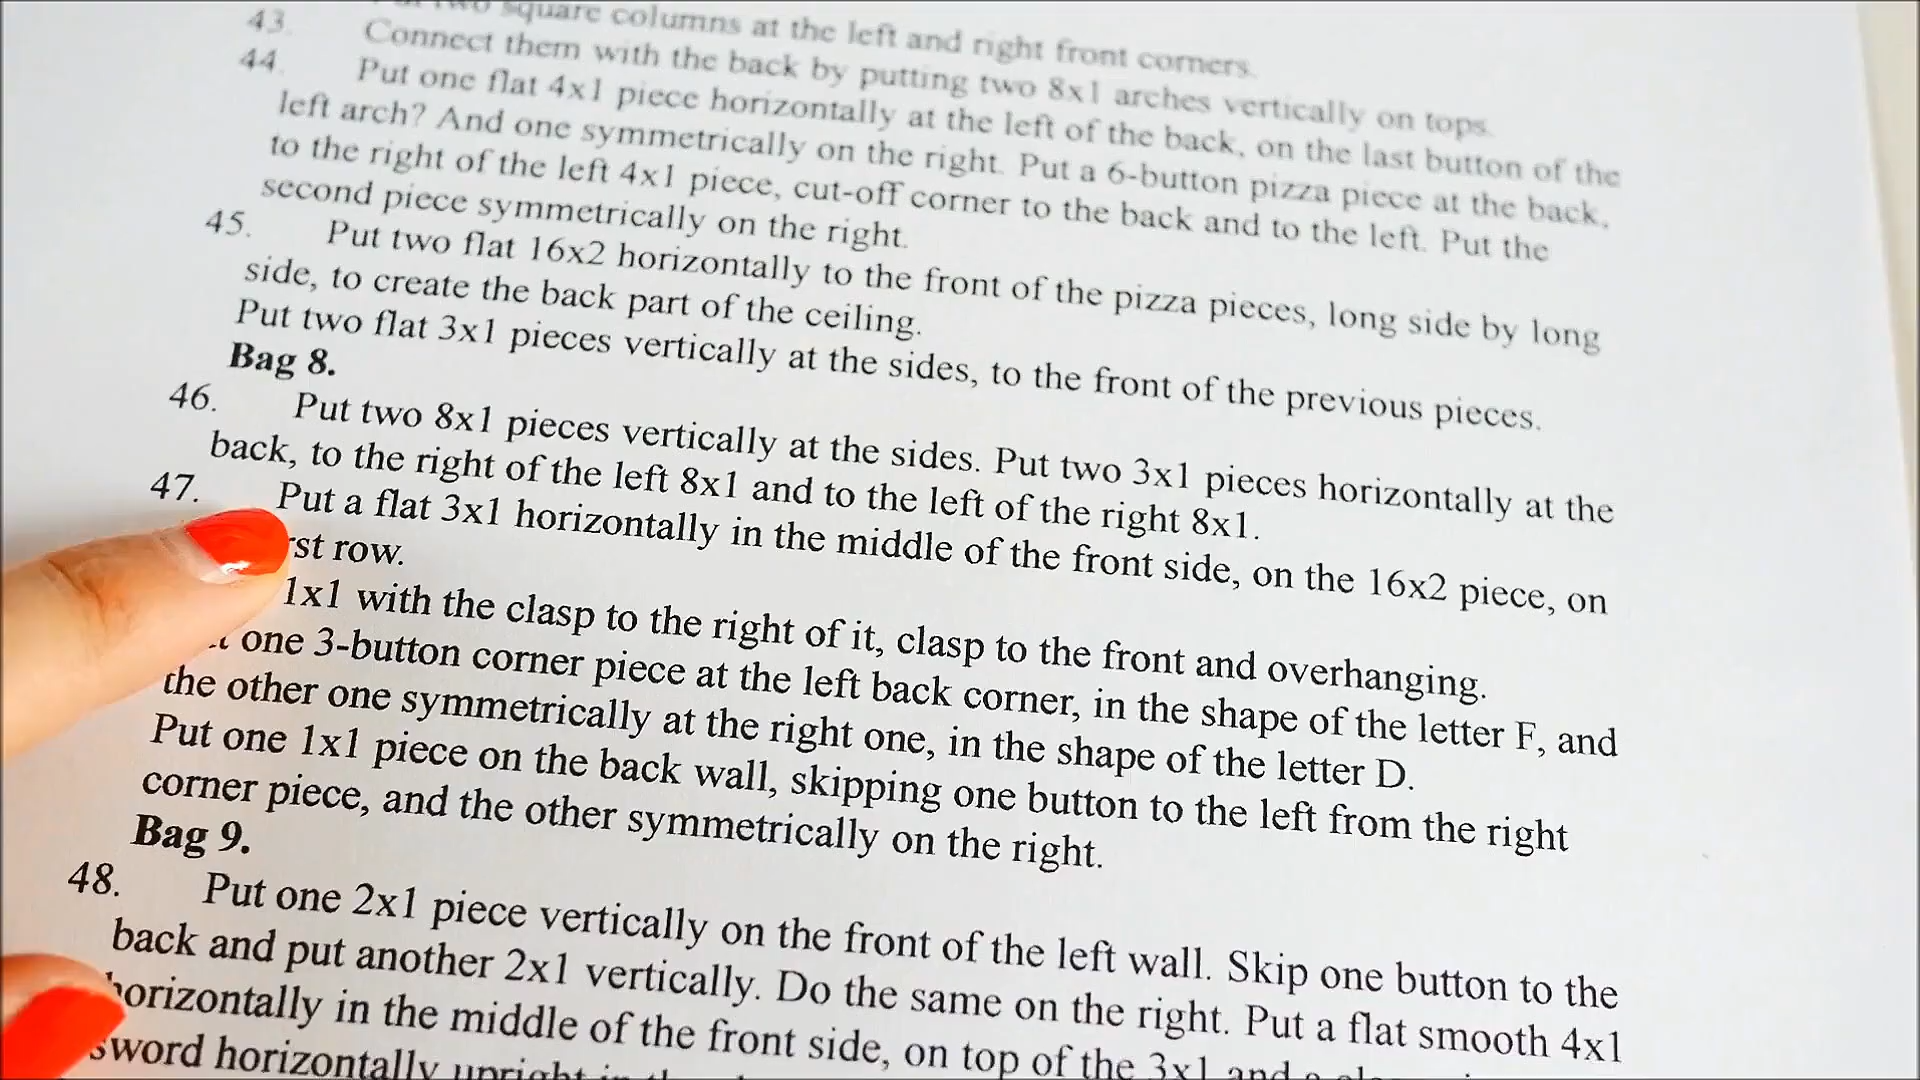 two square columns at the left and right front corners.
43. Connect them with the back by putting two 8x1 arches vertically on tops.
44. Put one flat 4x1 piece horizontally at the left of the back, on the last button of the
left arch? And one symmetrically on the right. Put a 6-button pizza piece at the back,
to the right of the left 4x1 piece, cut-off corner to the back and to the left. Put the
second piece symmetrically on the right.
45. Put two flat 16x2 horizontally to the front of the pizza pieces, long side by long
side, to create the back part of the ceiling.
Put two flat 3x1 pieces vertically at the sides, to the front of the previous pieces.
Bag 8.
46. Put two 8x1 pieces vertically at the sides. Put two 3x1 pieces horizontally at the
back, to the right of the left 8x1 and to the left of the right 8x1.
47. Put a flat 3x1 horizontally in the middle of the front side, on the 16x2 piece, on
row.
1x1 with the clasp to the right of it, clasp to the front and overhanging.
one 3-button corner piece at the left back corner, in the shape of the letter F, and
the other one symmetrically at the right one, in the shape of the letter D.
Put one 1x1 piece on the back wall, skipping one button to the left from the right
corner piece, and the other symmetrically on the right.
Bag 9.
48. Put one 2x1 piece vertically on the front of the left wall. Skip one button to the
back and put another 2x1 vertically. Do the same on the right. Put a flat smooth 4x1
horizontally in the middle of the front side, on top of the 3x1 and a
sword horizontally upright in